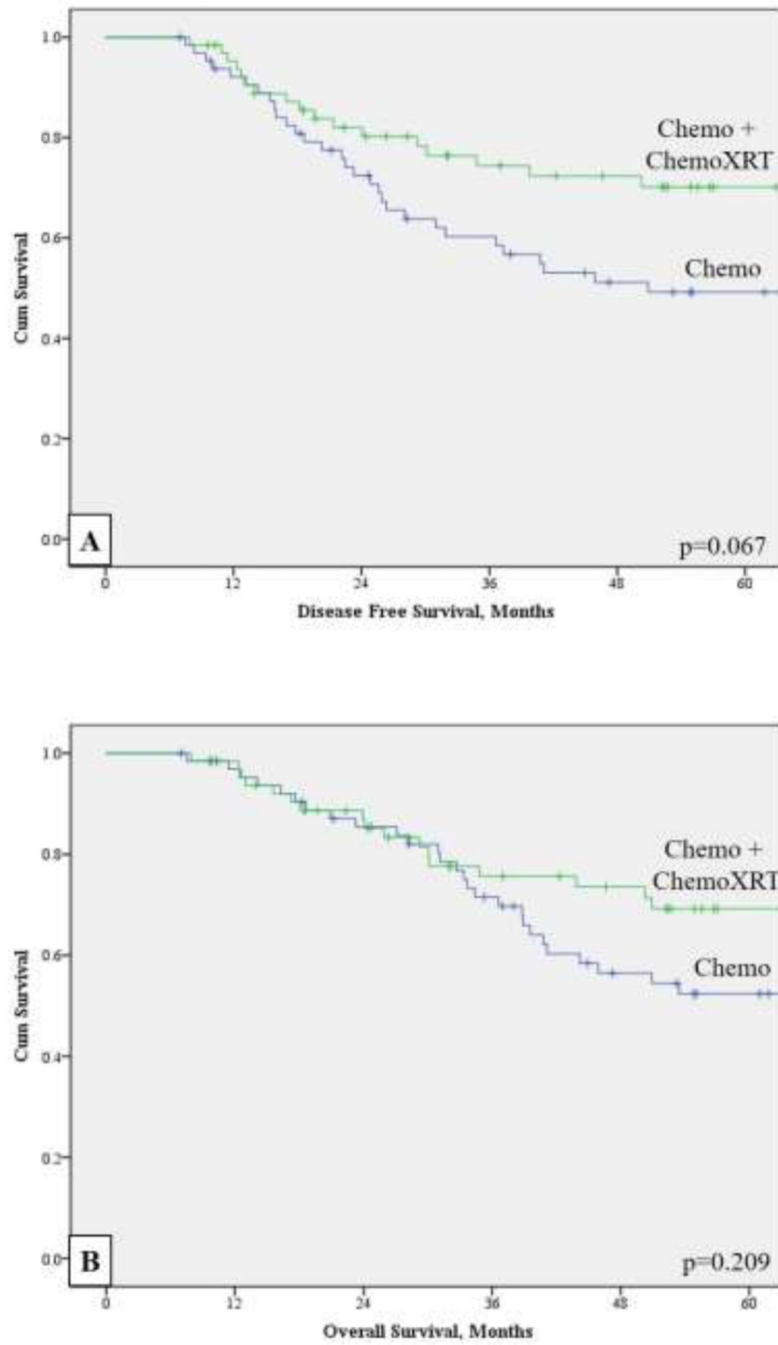 1.0
0.8
0.6
0.4
0.2
0.0
Cum Survival
Chemo +
ChemoXRT
Chemo
A
p=0.067
0 12 24 36 48 60
Disease Free Survival, Months
1.0
0.8
0.6
0.4
0.2
0.0
Cum Survival
Chemo +
ChemoXRT
Chemo
B
p=0.209
0 12 24 36 48 60
Overall Survival, Months